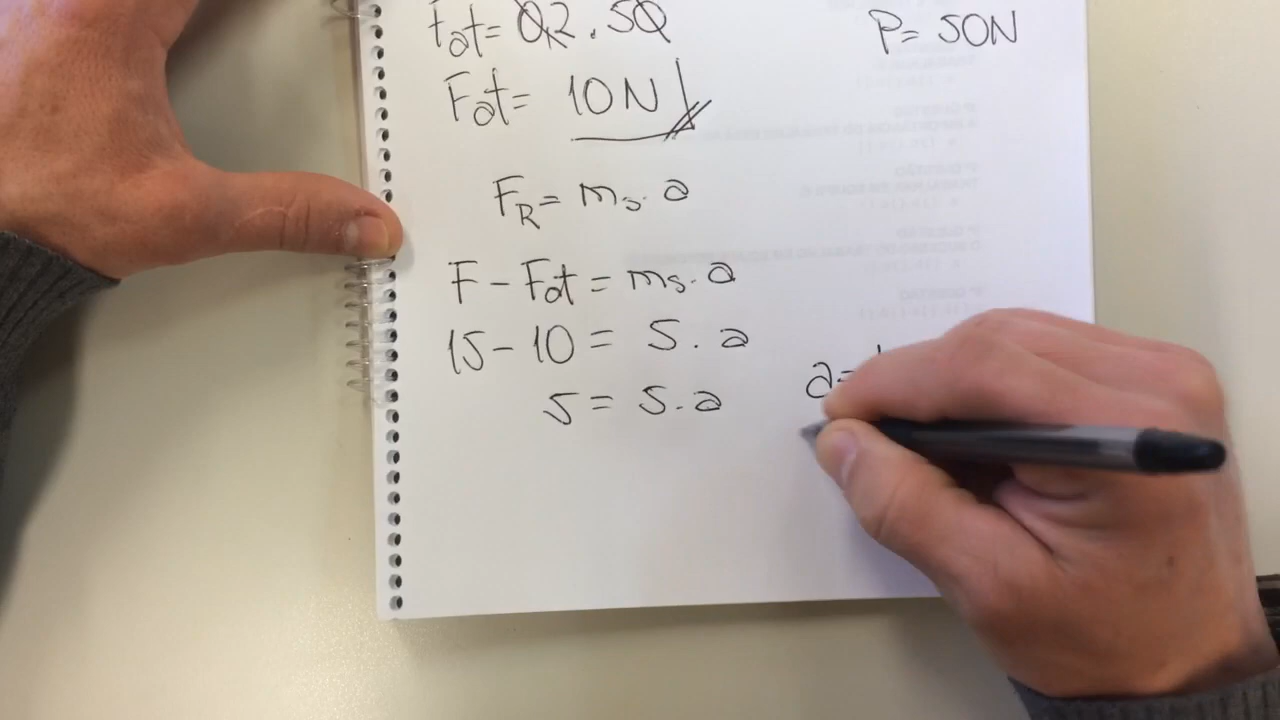 Fat= 0,2 . 50
P= 50N
Fat= 10N
FR= ms. a
F - Fat = ms. a
15 - 10 = 5 . a
5 = 5. a
a=